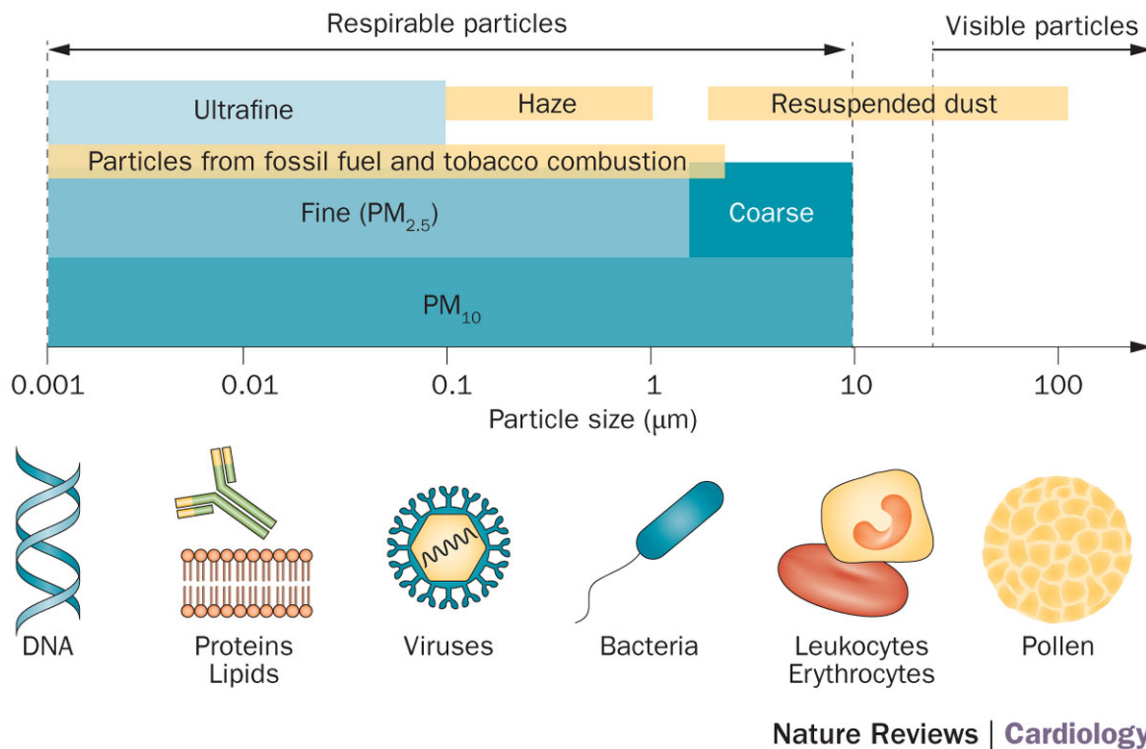 Respirable particles
Visible particles
Ultrafine
Haze
Resuspended dust
Particles from fossil fuel and tobacco combustion
Fine (PM2.5)
Coarse
PM10
0.001
0.01
0.1
1
10
100
Particle size (μm)
DNA
Proteins
Lipids
Viruses
Bacteria
Leukocytes
Erythrocytes
Pollen
Nature Reviews | Cardiology